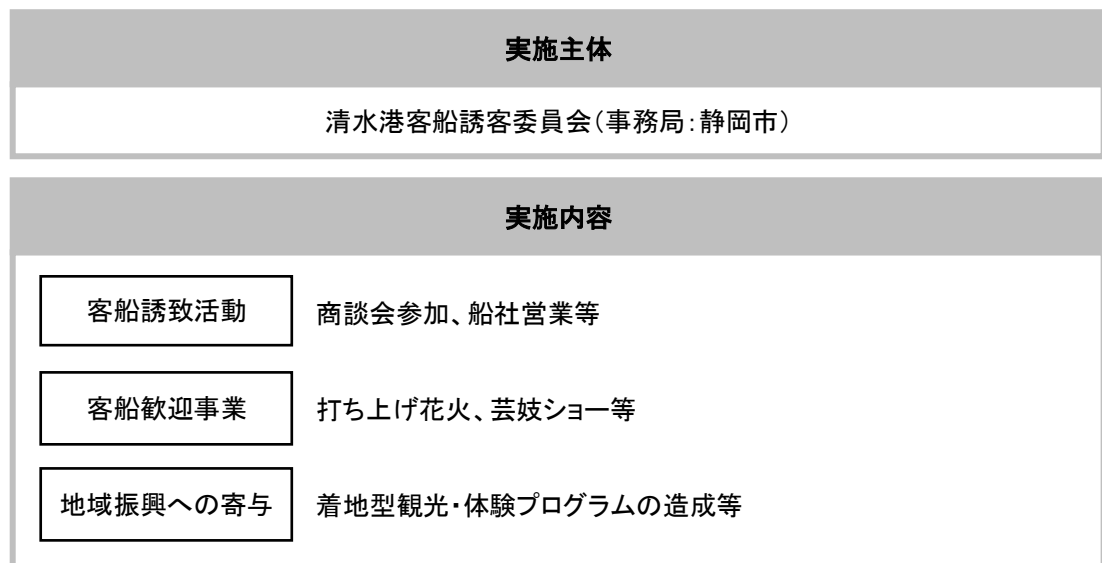 実施主体
清水港客船誘客委員会（事務局：静岡市）
実施内容
客船誘致活動 商談会参加、船社営業等
客船歓迎事業 打ち上げ花火、芸妓ショー等
地域振興への寄与 着地型観光・体験プログラムの造成等